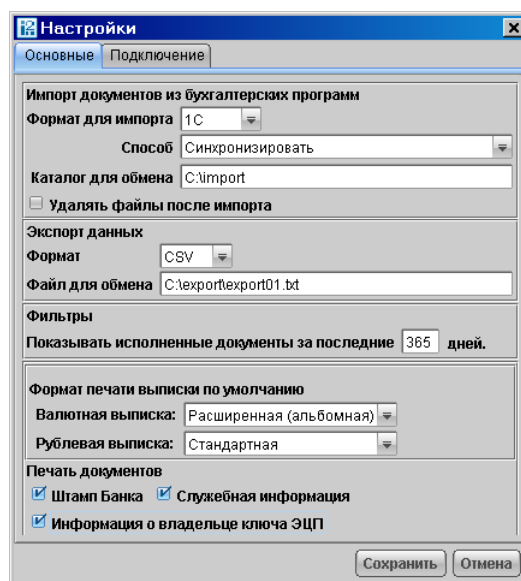 Настройки
Основные Подключение
Импорт документов из бухгалтерских программ
Формат для импорта 1С
Способ Синхронизировать
Каталог для обмена C:\import
Удалять файлы после импорта
Экспорт данных
Формат CSV
Файл для обмена C:\export\export01.txt
Фильтры
Показывать исполненные документы за последние 365 дней.
Формат печати выписки по умолчанию
Валютная выписка: Расширенная (альбомная)
Рублевая выписка: Стандартная
Печать документов
Штамп Банка Служебная информация
Информация о владельце ключа ЭЦП
Сохранить Отмена